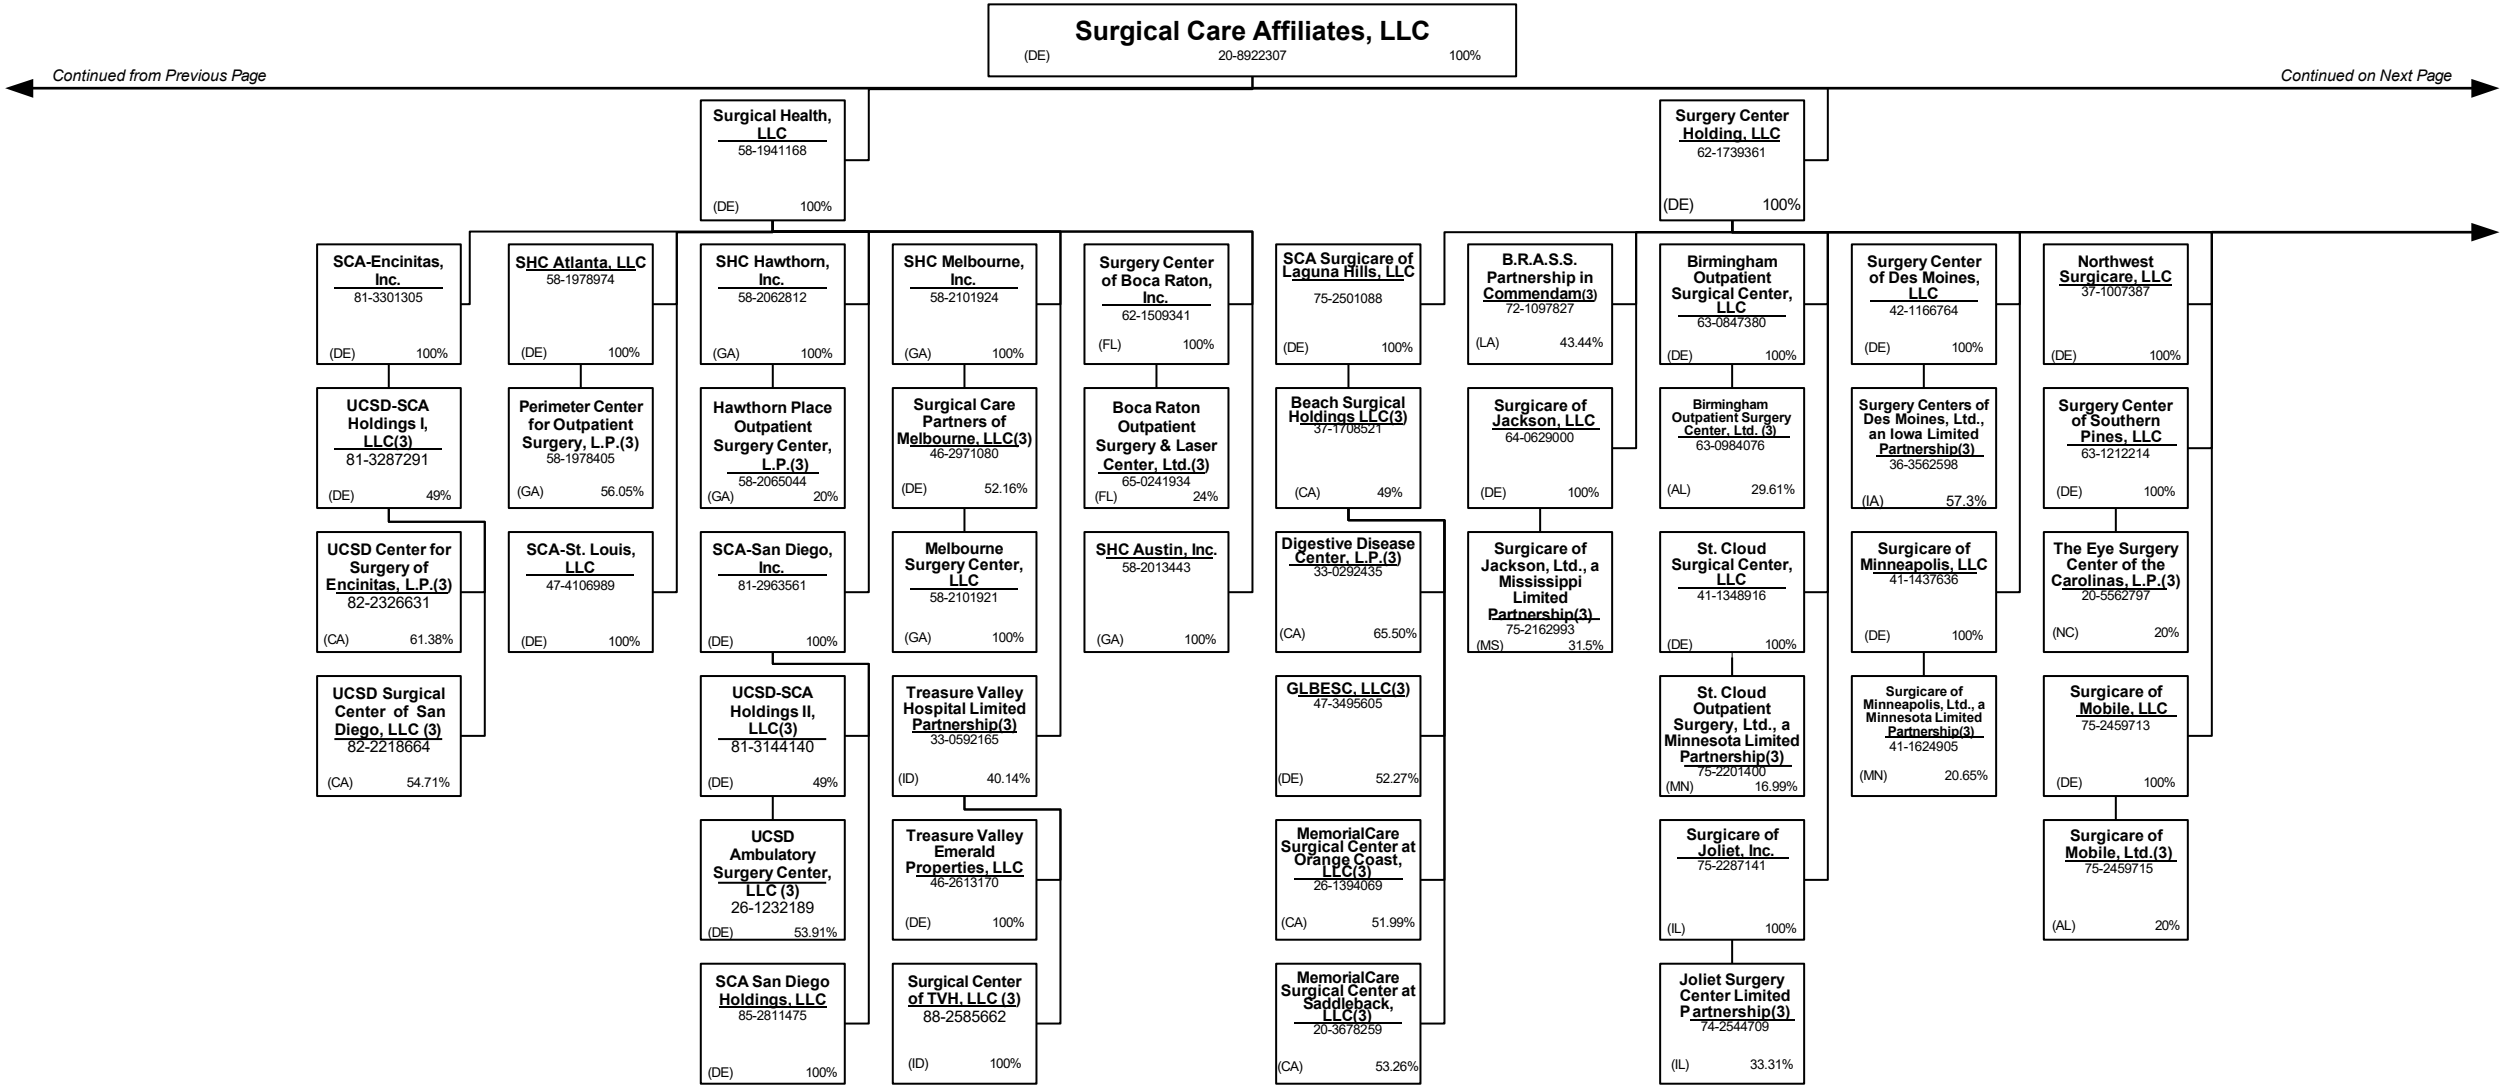 Surgical Care Affiliates, LLC
(DE) 20-8922307 100%
Continued from Previous Page
Continued on Next Page
Surgical Health,
LLC
58-1941168
(DE) 100%
Surgery Center
Holding, LLC
62-1739361
(DE) 100%
SCA-Encinitas,
Inc.
81-3301305
(DE) 100%
SHC Atlanta, LLC
58-1978974
(DE) 100%
SHC Hawthorn,
Inc.
58-2062812
(GA) 100%
SHC Melbourne,
Inc.
58-2101924
(GA) 100%
Surgery Center
of Boca Raton,
Inc.
62-1509341
(FL) 100%
SCA Surgicare of
Laguna Hills, LLC
75-2501088
(DE) 100%
B.R.A.S.S.
Partnership in
Commendam(3)
72-1097827
(LA) 43.44%
Birmingham
Outpatient
Surgical Center,
LLC
63-0847380
(DE) 100%
Surgery Center
of Des Moines,
LLC
42-1166764
(DE) 100%
Northwest
Surgicare, LLC
37-1007387
(DE) 100%
UCSD-SCA
Holdings I,
LLC(3)
81-3287291
(DE) 49%
Perimeter Center
for Outpatient
Surgery, L.P.(3)
58-1978405
(GA) 56.05%
Hawthorn Place
Outpatient
Surgery Center,
L.P.(3)
58-2065044
(GA) 20%
Surgical Care
Partners of
Melbourne, LLC(3)
46-2971080
(DE) 52.16%
Boca Raton
Outpatient
Surgery & Laser
Center, Ltd.(3)
65-0241934
(FL) 24%
Beach Surgical
Holdings LLC(3)
37-1708521
(CA) 49%
Surgicare of
Jackson, LLC
64-0629000
(DE) 100%
Birmingham
Outpatient Surgery
Center, Ltd. (3)
63-0984076
(AL) 29.61%
Surgery Centers of
Des Moines, Ltd.,
an Iowa Limited
Partnership(3)
36-3562598
(IA) 57.3%
Surgery Center
of Southern
Pines, LLC
63-1212214
(DE) 100%
UCSD Center for
Surgery of
Encinitas, L.P.(3)
82-2326631
(CA) 61.38%
SCA-St. Louis,
LLC
47-4106989
(DE) 100%
SCA-San Diego,
Inc.
81-2963561
(DE) 100%
Melbourne
Surgery Center,
LLC
58-2101921
(GA) 100%
SHC Austin, Inc.
58-2013443
(GA) 100%
Digestive Disease
Center, L.P.(3)
33-0292435
(CA) 65.50%
Surgicare of
Jackson, Ltd., a
Mississippi
Limited
Partnership(3)
75-2162993
(MS) 31.5%
St. Cloud
Surgical Center,
LLC
41-1348916
(DE) 100%
Surgicare of
Minneapolis, LLC
41-1437636
(DE) 100%
The Eye Surgery
Center of the
Carolinas, L.P.(3)
20-5562797
(NC) 20%
UCSD Surgical
Center of San
Diego, LLC (3)
82-2218664
(CA) 54.71%
UCSD-SCA
Holdings II,
LLC(3)
81-3144140
(DE) 49%
Treasure Valley
Hospital Limited
Partnership(3)
33-0592165
(ID) 40.14%
GLBESC, LLC(3)
47-3495605
(DE) 52.27%
St. Cloud
Outpatient
Surgery, Ltd., a
Minnesota Limited
Partnership(3)
75-2201400
(MN) 16.99%
Surgicare of
Minneapolis, Ltd., a
Minnesota Limited
Partnership(3)
41-1624905
(MN) 20.65%
Surgicare of
Mobile, LLC
75-2459713
(DE) 100%
UCSD
Ambulatory
Surgery Center,
LLC (3)
26-1232189
(DE) 53.91%
Treasure Valley
Emerald
Properties, LLC
46-2613170
(DE) 100%
MemorialCare
Surgical Center at
Orange Coast,
LLC(3)
26-1394069
(CA) 51.99%
Surgicare of
Joliet, Inc.
75-2287141
(IL) 100%
Surgicare of
Mobile, Ltd.(3)
75-2459715
(AL) 20%
SCA San Diego
Holdings, LLC
85-2811475
(DE) 100%
Surgical Center
of TVH, LLC (3)
88-2585662
(ID) 100%
MemorialCare
Surgical Center at
Saddleback,
LLC(3)
20-3678259
(CA) 53.26%
Joliet Surgery
Center Limited
Partnership(3)
74-2544709
(IL) 33.31%